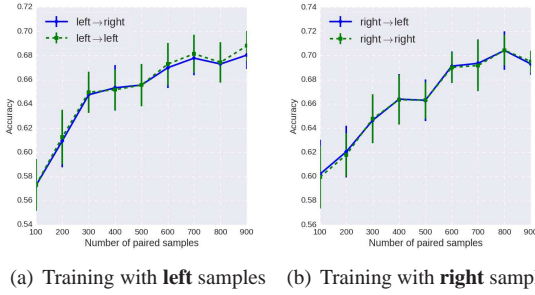 left→right
left→left
0.72
0.70
0.68
0.66
0.64
0.62
0.60
0.58
0.56
0.54
Accuracy
100 200 300 400 500 600 700 800 900
Number of paired samples
(a) Training with left samples
right→left
right→right
0.72
0.70
0.68
0.66
0.64
0.62
0.60
0.58
0.56
Accuracy
100 200 300 400 500 600 700 800 900
Number of paired samples
(b) Training with right samp